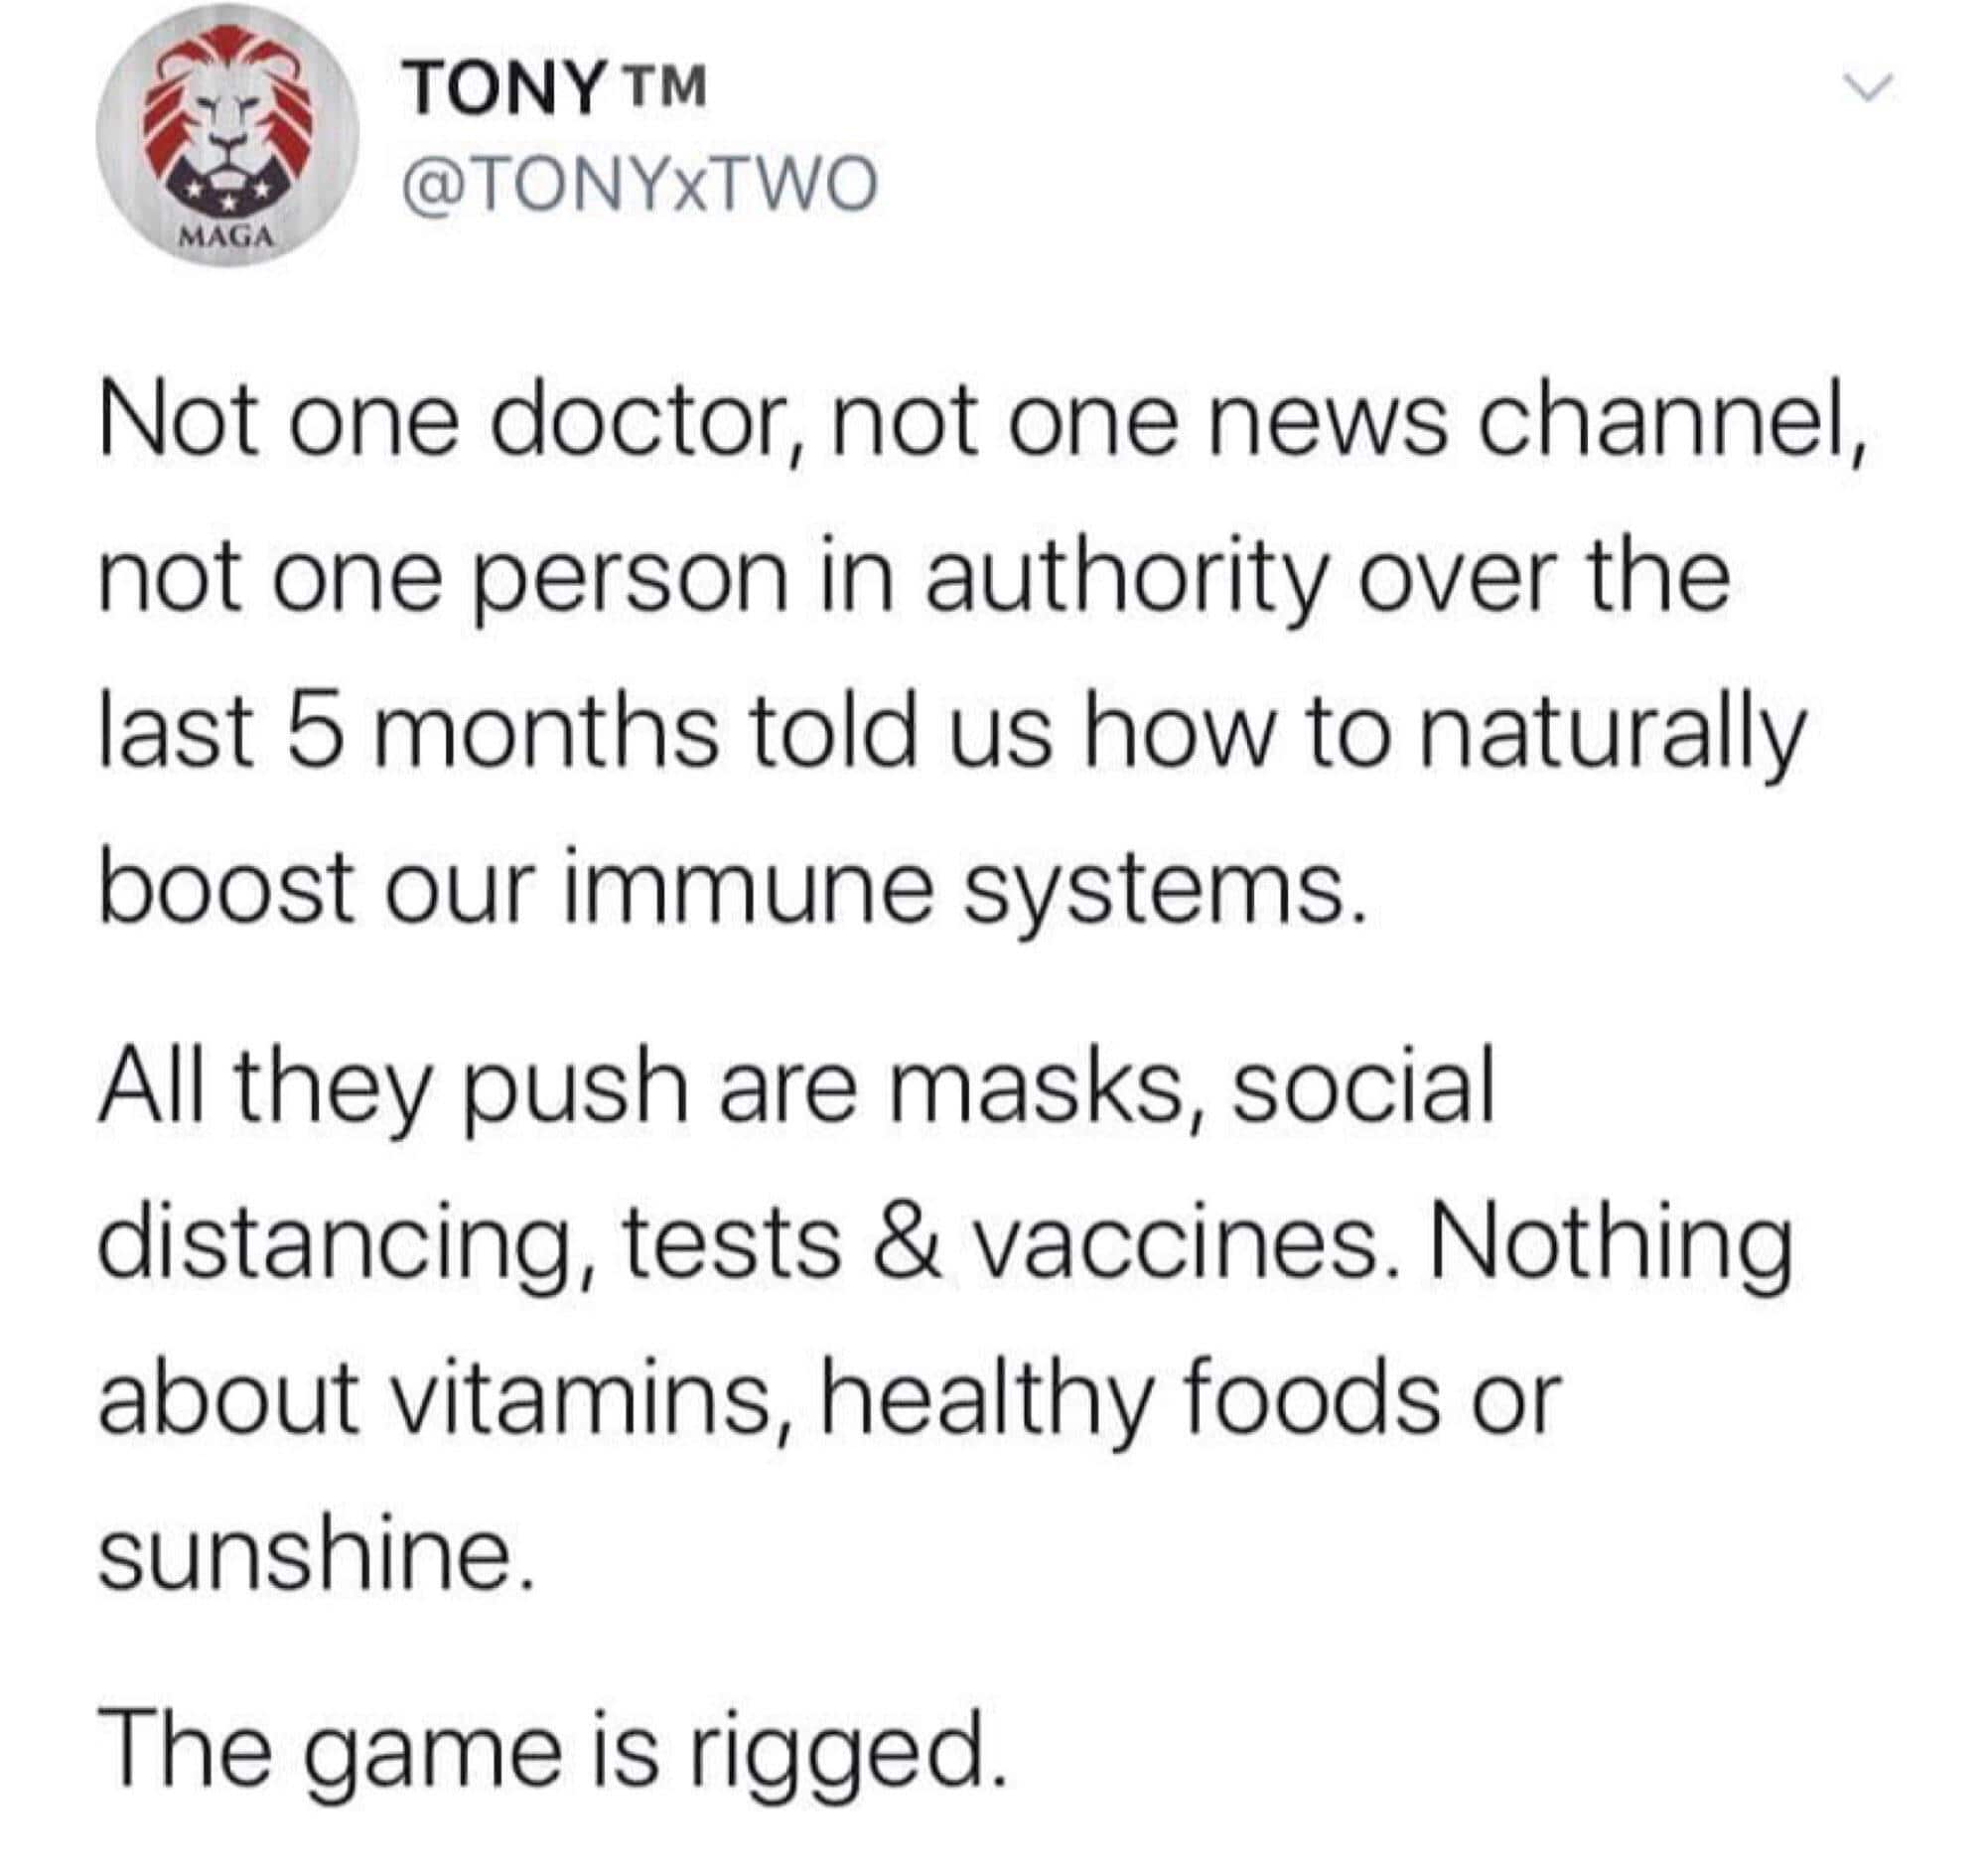 TONY TM
@TONYxTWO
MAGA
Not one doctor, not one news channel,
not one person in authority over the
last 5 months told us how to naturally
boost our immune systems.
All they push are masks, social
distancing, tests & vaccines. Nothing
about vitamins, healthy foods or
sunshine.
The game is rigged.